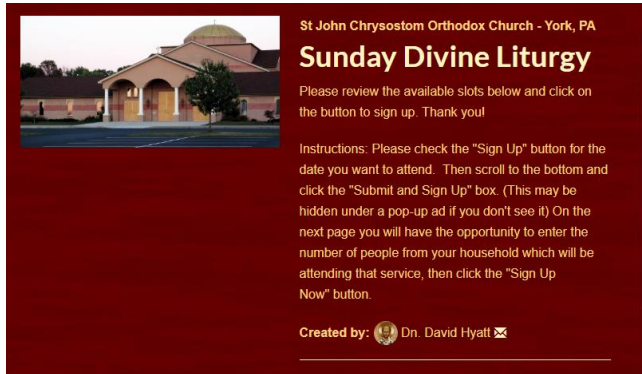 St John Chrysostom Orthodox Church - York, PA
Sunday Divine Liturgy
Please review the available slots below and click on
the button to sign up. Thank you!
Instructions: Please check the "Sign Up" button for the
date you want to attend.  Then scroll to the bottom and
click the "Submit and Sign Up" box. (This may be
hidden under a pop-up ad if you don't see it) On the
next page you will have the opportunity to enter the
number of people from your household which will be
attending that service, then click the "Sign Up
Now" button.
Created by: Dn. David Hyatt